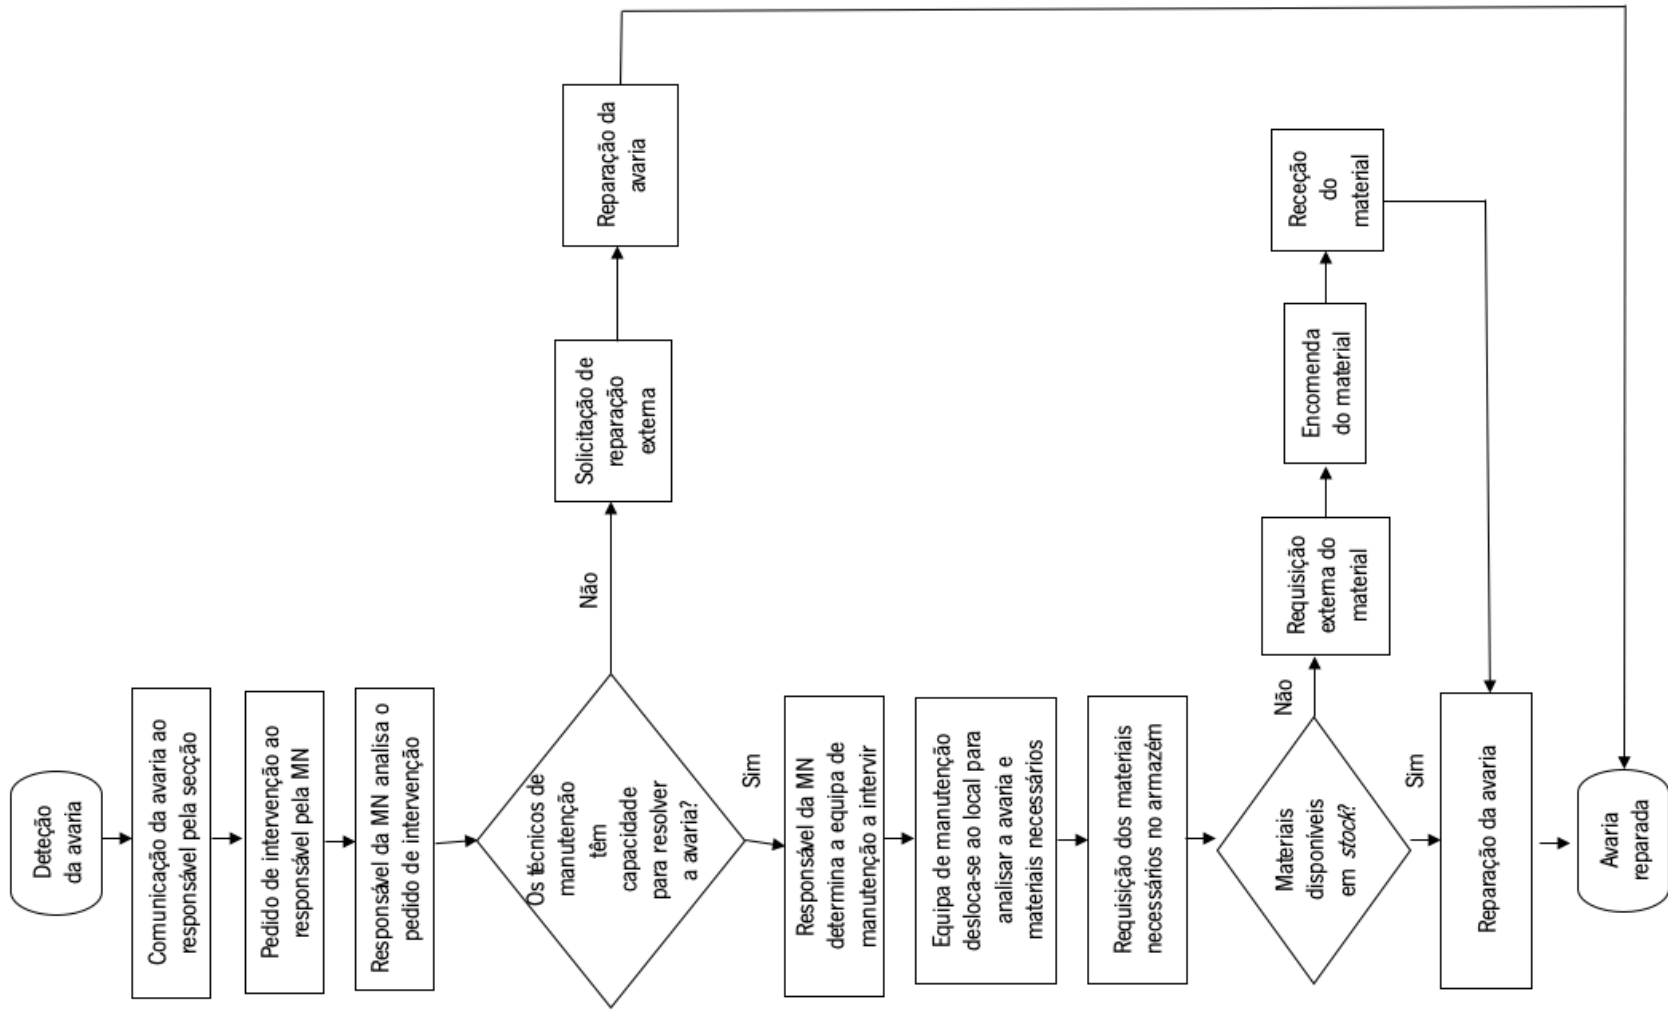 Deteção
da avaria
Comunicação da avaria ao
responsável pela secção
Pedido de intervenção ao
responsável pela MN
Responsável da MN analisa o
pedido de intervenção
Os técnicos de
manutenção
têm
capacidade
para resolver
a avaria?
Não
Solicitação de
reparação
externa
Reparação da
avaria
Sim
Responsável da MN
determina a equipa de
manutenção a intervir
Equipa de manutenção
desloca-se ao local para
analisar a avaria e
materiais necessários
Requisição dos materiais
necessários no armazém
Materiais
disponíveis
em stock?
Não
Requisição
externa do
material
Encomenda
do material
Receção
do
material
Sim
Reparação da avaria
Avaria
reparada